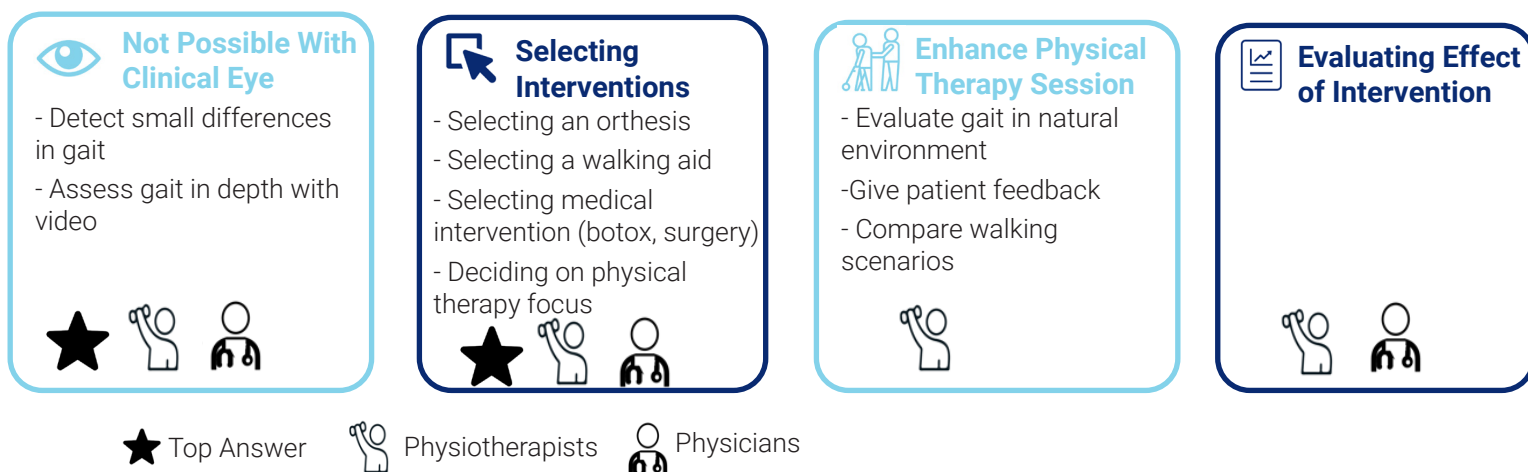 Not Possible With
Clinical Eye
- Detect small differences
in gait
- Assess gait in depth with
video
Selecting
Interventions
- Selecting an orthesis
- Selecting a walking aid
- Selecting medical
intervention (botox, surgery)
- Deciding on physical
therapy focus
Enhance Physical
Therapy Session
- Evaluate gait in natural
environment
-Give patient feedback
- Compare walking
scenarios
Evaluating Effect
of Intervention
Top Answer
Physiotherapists
Physicians